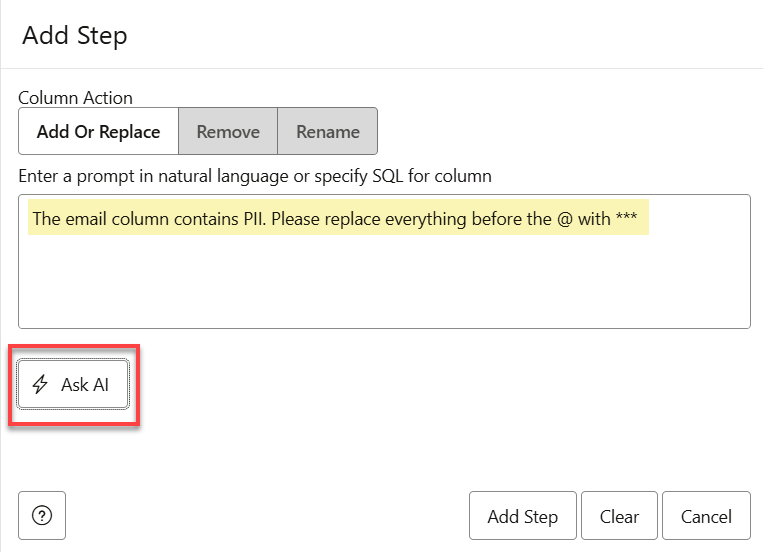 Add Step
Column Action
Add Or Replace
Remove
Rename
Enter a prompt in natural language or specify SQL for column
The email column contains PII. Please replace everything before the @ with ***
Ask AI
?
Add Step
Clear
Cancel